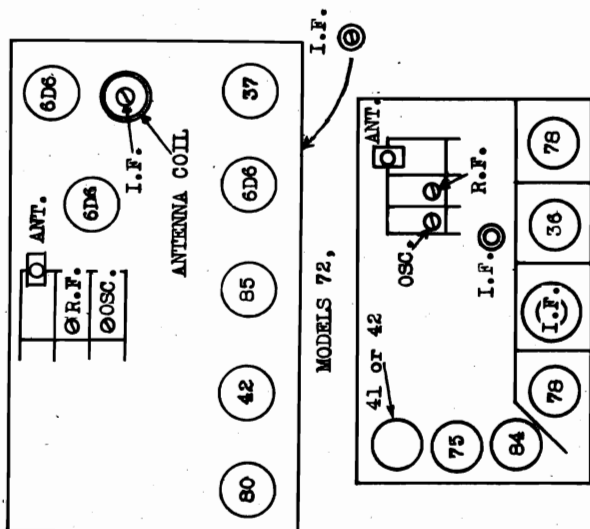 6D6
ANT.
R.F.
6D6
OSC.
I.F.
ANTENNA COIL
80
42
85
6D6
37
I.F.
MODELS 72,
41 or 42
ANT.
OSC.
R.F.
75
I.F.
84
78
I.F.
36
78